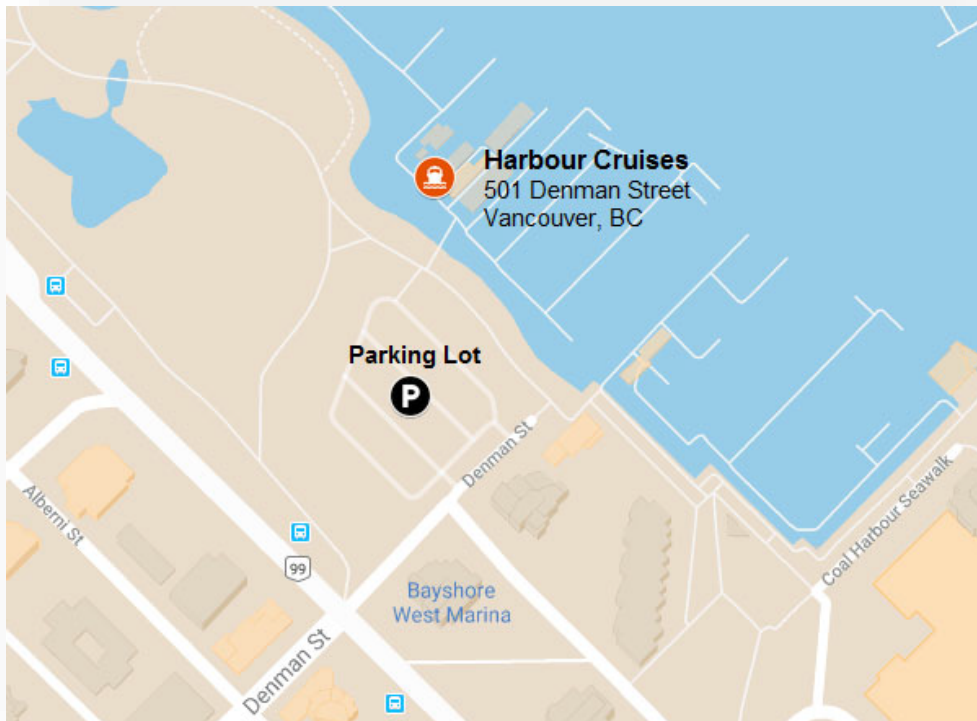 Harbour Cruises
501 Denman Street
Vancouver, BC
Parking Lot
P
Denman St
Alberni St
99
Bayshore
West Marina
Coal Harbour Seawalk
Denman St